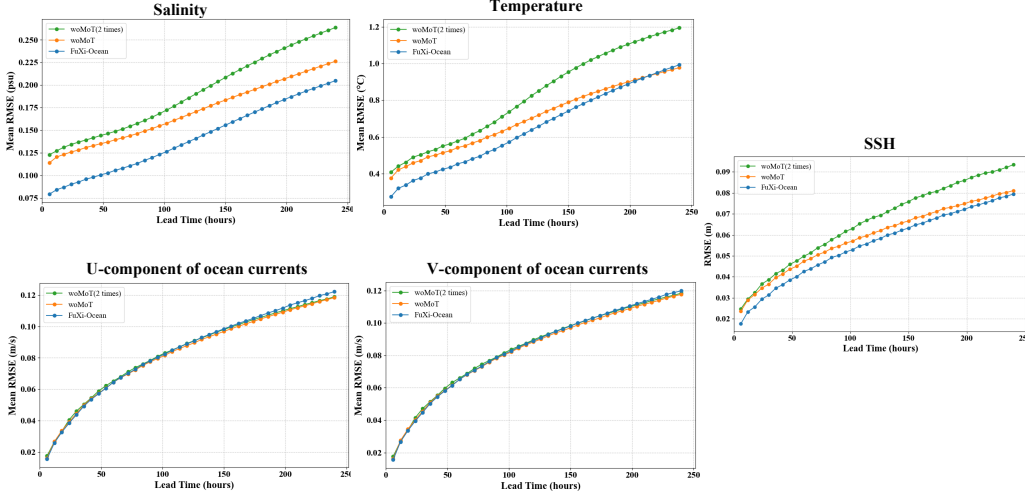 Salinity
woMoT(2 times)
woMoT
FuXi-Ocean
Mean RMSE (psu)
0.250
0.225
0.200
0.175
0.150
0.125
0.100
0.075
0
50
100
150
200
250
Lead Time (hours)
Temperature
woMoT(2 times)
woMoT
FuXi-Ocean
Mean RMSE (°C)
1.2
1.0
0.8
0.6
0.4
0.2
0
50
100
150
200
250
Lead Time (hours)
SSH
woMoT(2 times)
woMoT
FuXi-Ocean
RMSE (m)
0.09
0.08
0.07
0.06
0.05
0.04
0.03
0.02
0
50
100
150
200
250
Lead Time (hours)
U-component of ocean currents
woMoT(2 times)
woMoT
FuXi-Ocean
Mean RMSE (m/s)
0.12
0.10
0.08
0.06
0.04
0.02
0
50
100
150
200
250
Lead Time (hours)
V-component of ocean currents
woMoT(2 times)
woMoT
FuXi-Ocean
Mean RMSE (m/s)
0.12
0.10
0.08
0.06
0.04
0.02
0
50
100
150
200
250
Lead Time (hours)